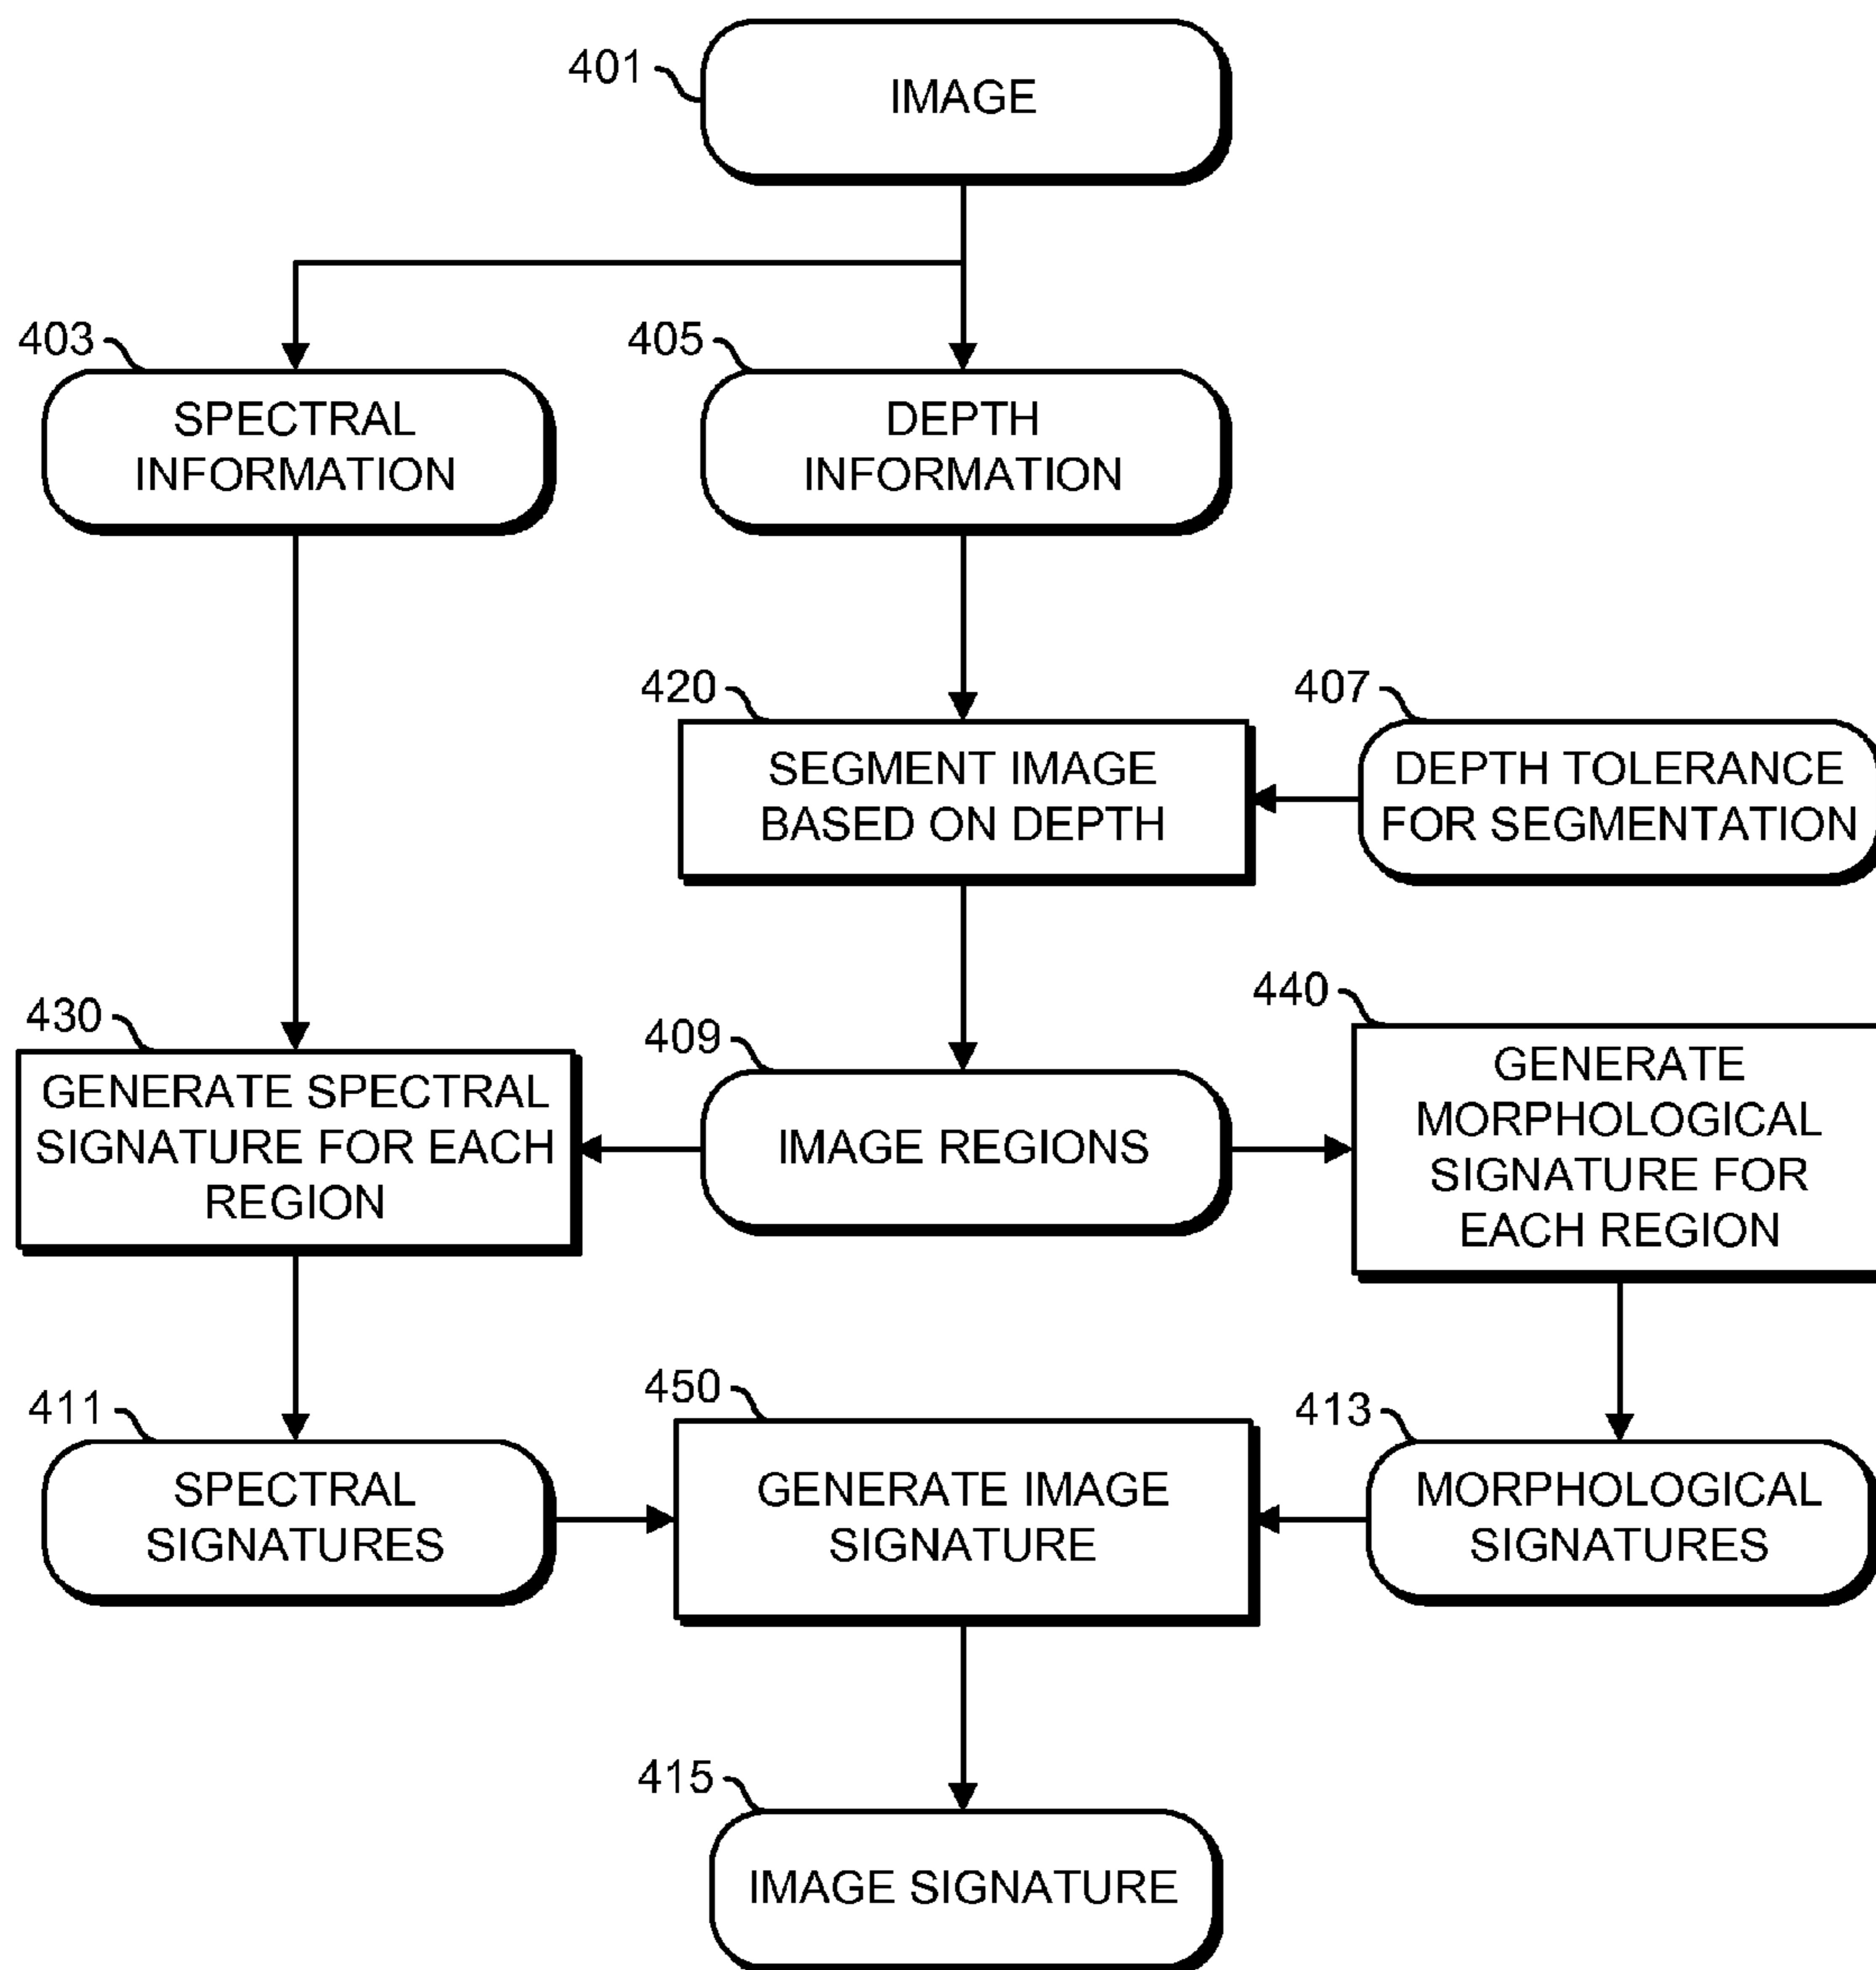 401
IMAGE
403
SPECTRAL
INFORMATION
405
DEPTH
INFORMATION
420
SEGMENT IMAGE
BASED ON DEPTH
407
DEPTH TOLERANCE
FOR SEGMENTATION
430
GENERATE SPECTRAL
SIGNATURE FOR EACH
REGION
409
IMAGE REGIONS
440
GENERATE
MORPHOLOGICAL
SIGNATURE FOR
EACH REGION
411
SPECTRAL
SIGNATURES
450
GENERATE IMAGE
SIGNATURE
413
MORPHOLOGICAL
SIGNATURES
415
IMAGE SIGNATURE